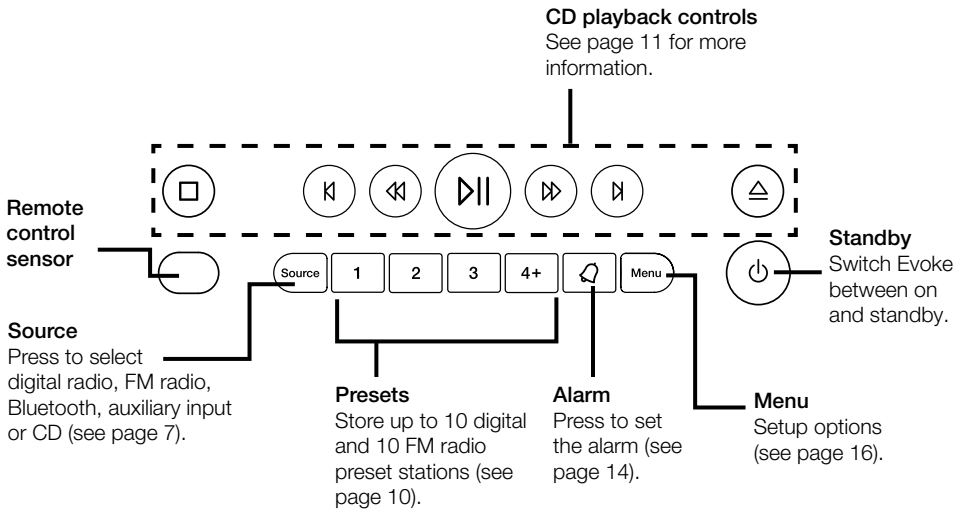 CD playback controls
See page 11 for more
information.
Remote
control
sensor
Source
1
2
3
4+
Menu
Standby
Switch Evoke
between on
and standby.
Source
Press to select
digital radio, FM radio,
Bluetooth, auxiliary input
or CD (see page 7).
Presets
Store up to 10 digital
and 10 FM radio
preset stations (see
page 10).
Alarm
Press to set
the alarm (see
page 14).
Menu
Setup options
(see page 16).